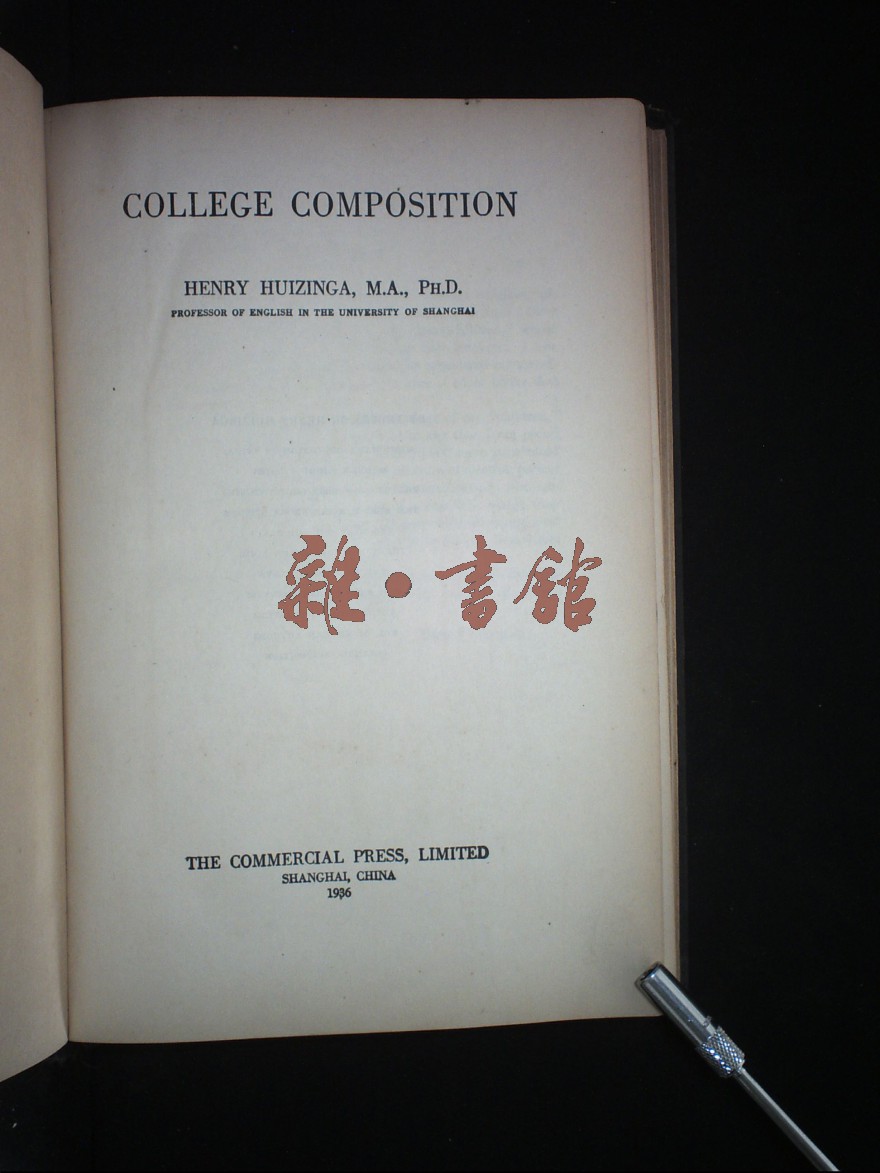 COLLEGE COMPOSITION
HENRY HUIZINGA, M.A., PH.D.
PROFESSOR OF ENGLISH IN THE UNIVERSITY OF SHANGHAI
雜·書館
THE COMMERCIAL PRESS, LIMITED
SHANGHAI, CHINA
1936